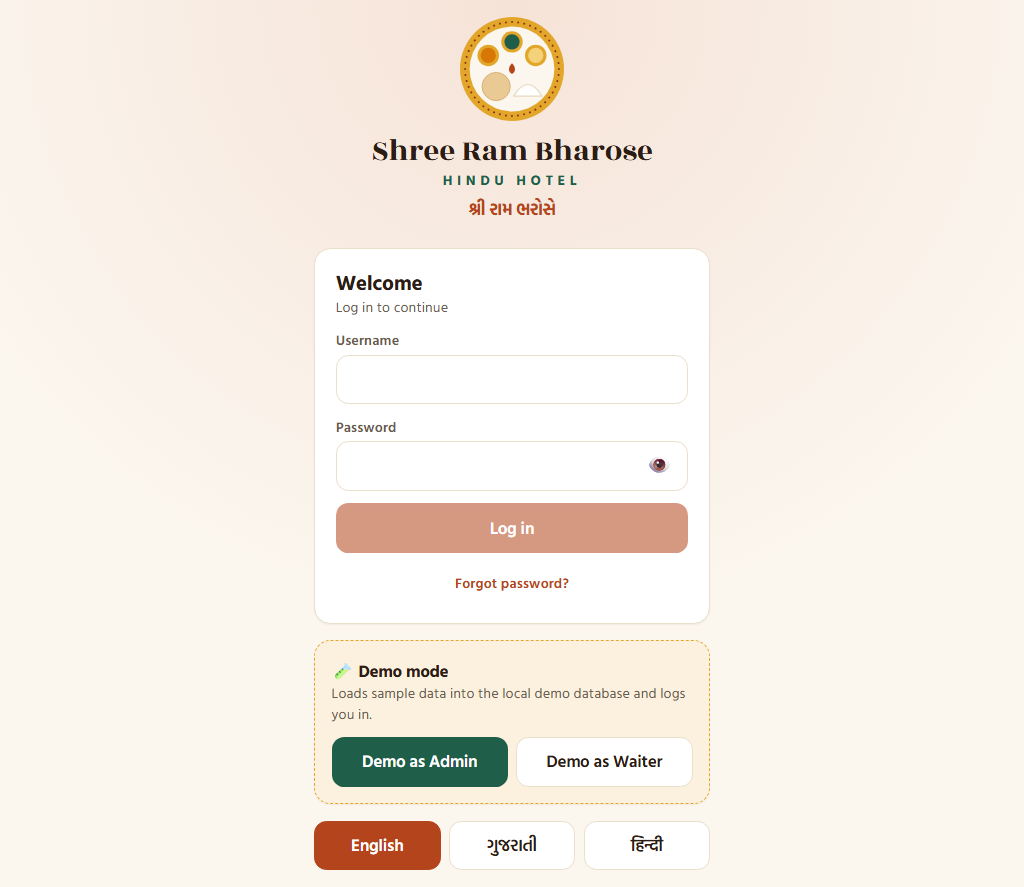 Shree Ram Bharose
HINDU HOTEL
શ્રી રામ ભરોસે
Welcome
Log in to continue
Username
Password
Log in
Forgot password?
Demo mode
Loads sample data into the local demo database and logs
you in.
Demo as Admin
Demo as Waiter
English
ગુજરાતી
हिन्दी